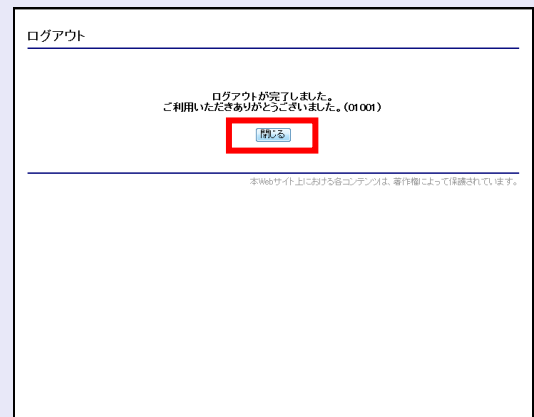 ログアウト
ログアウトが完了しました。
ご利用いただきありがとうございました。(01001)
閉じる
本Webサイト上における各コンテンツは、著作権によって保護されています。